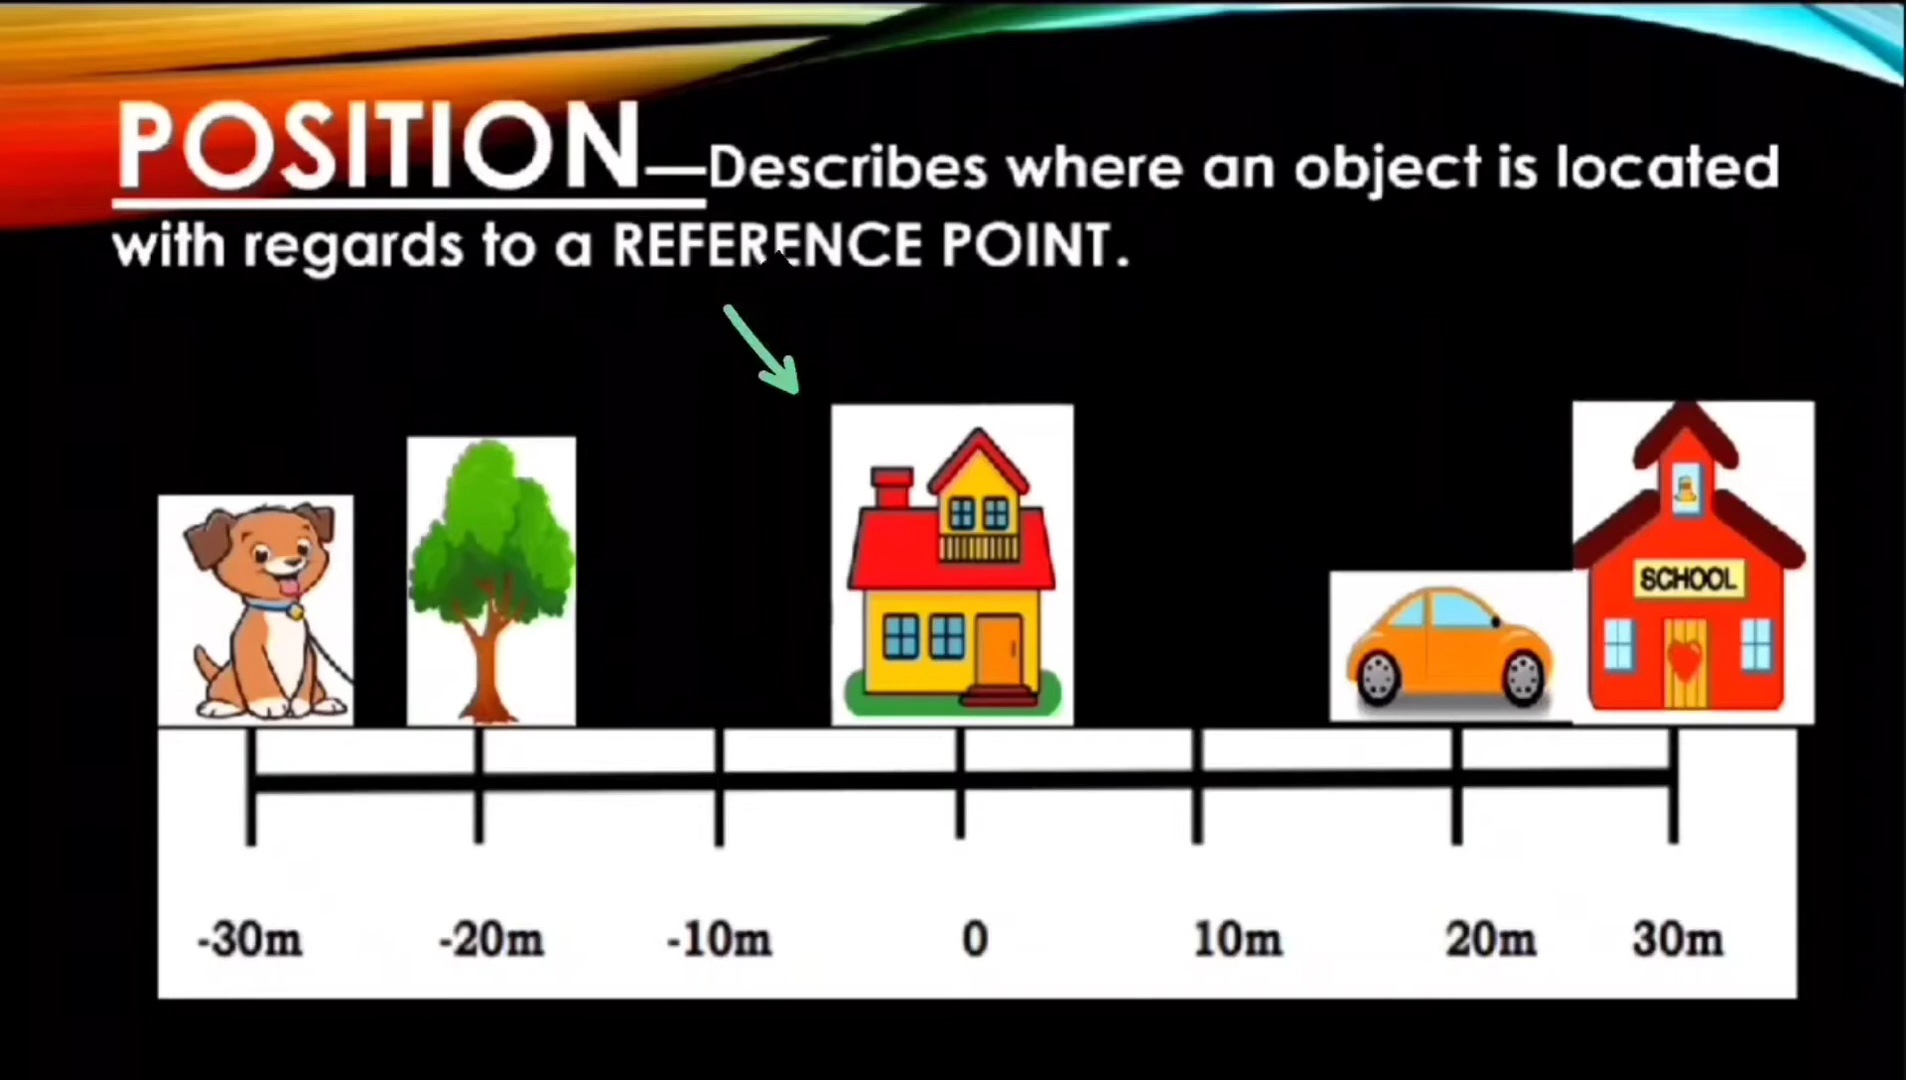 POSITION—Describes where an object is located
with regards to a REFERENCE POINT.
SCHOOL
-30m -20m -10m 0 10m 20m 30m